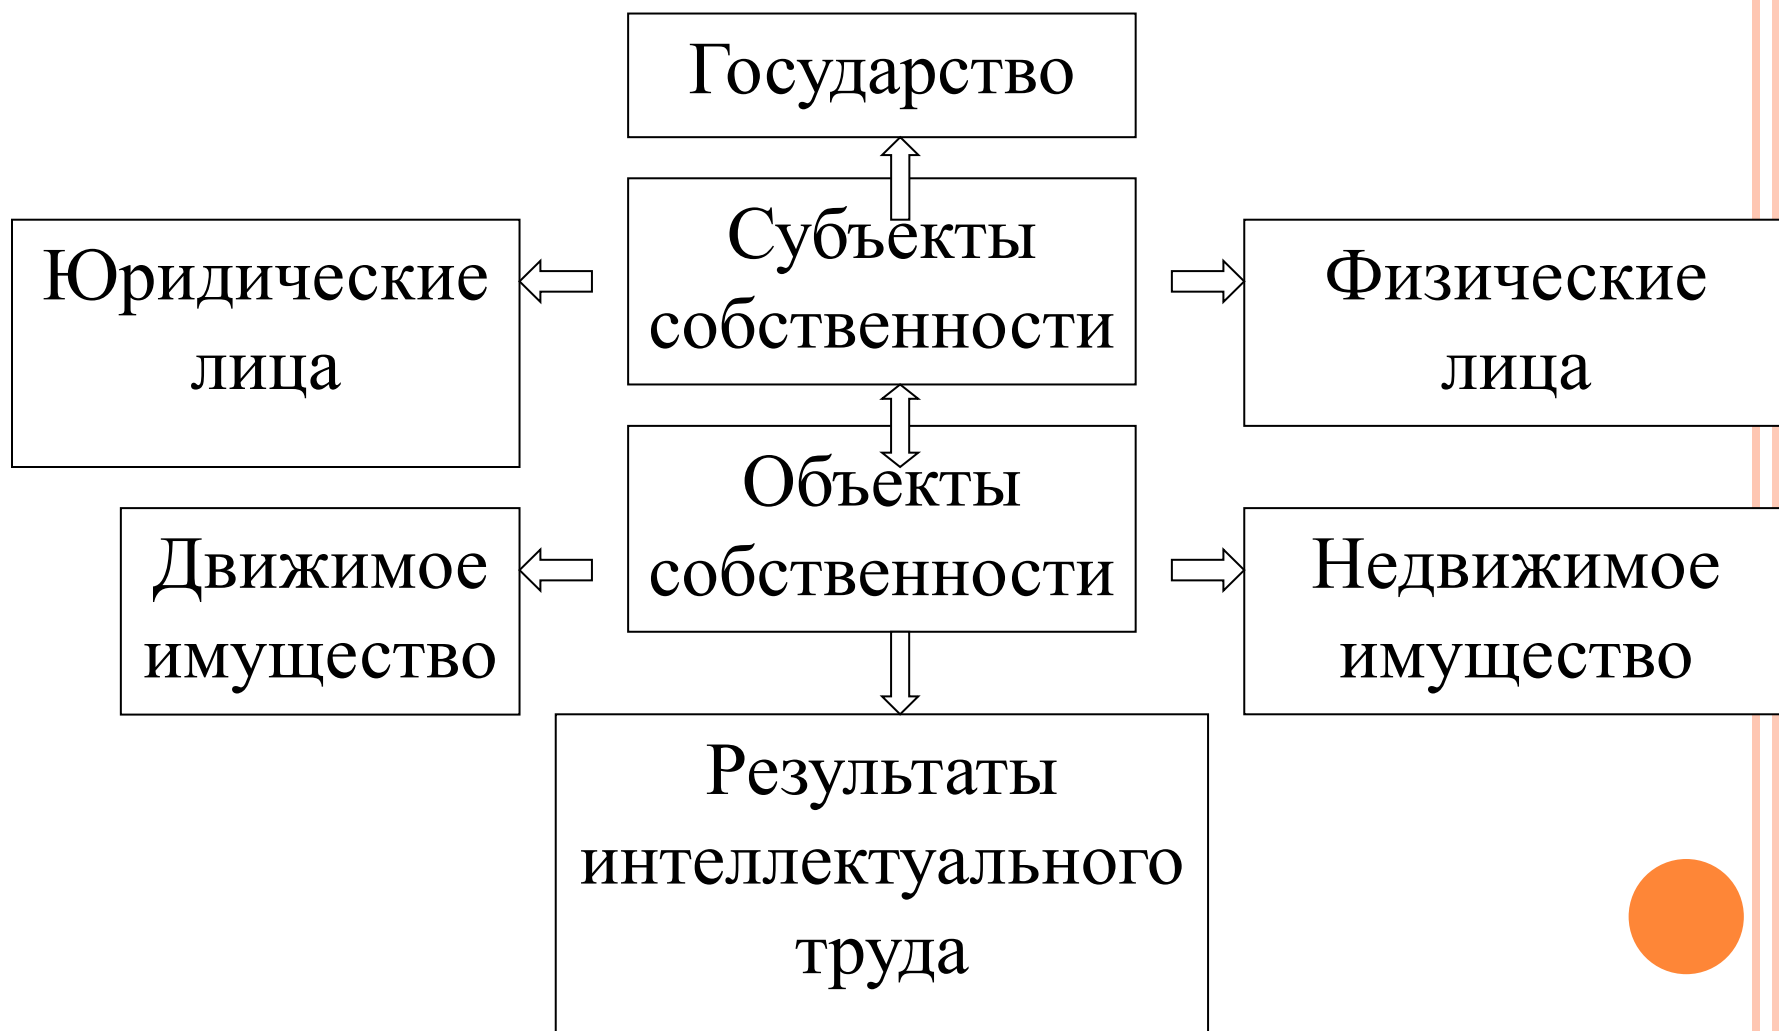 Государство
Субъекты
собственности
Юридические
лица
Физические
лица
Объекты
собственности
Движимое
имущество
Недвижимое
имущество
Результаты
интеллектуального
труда